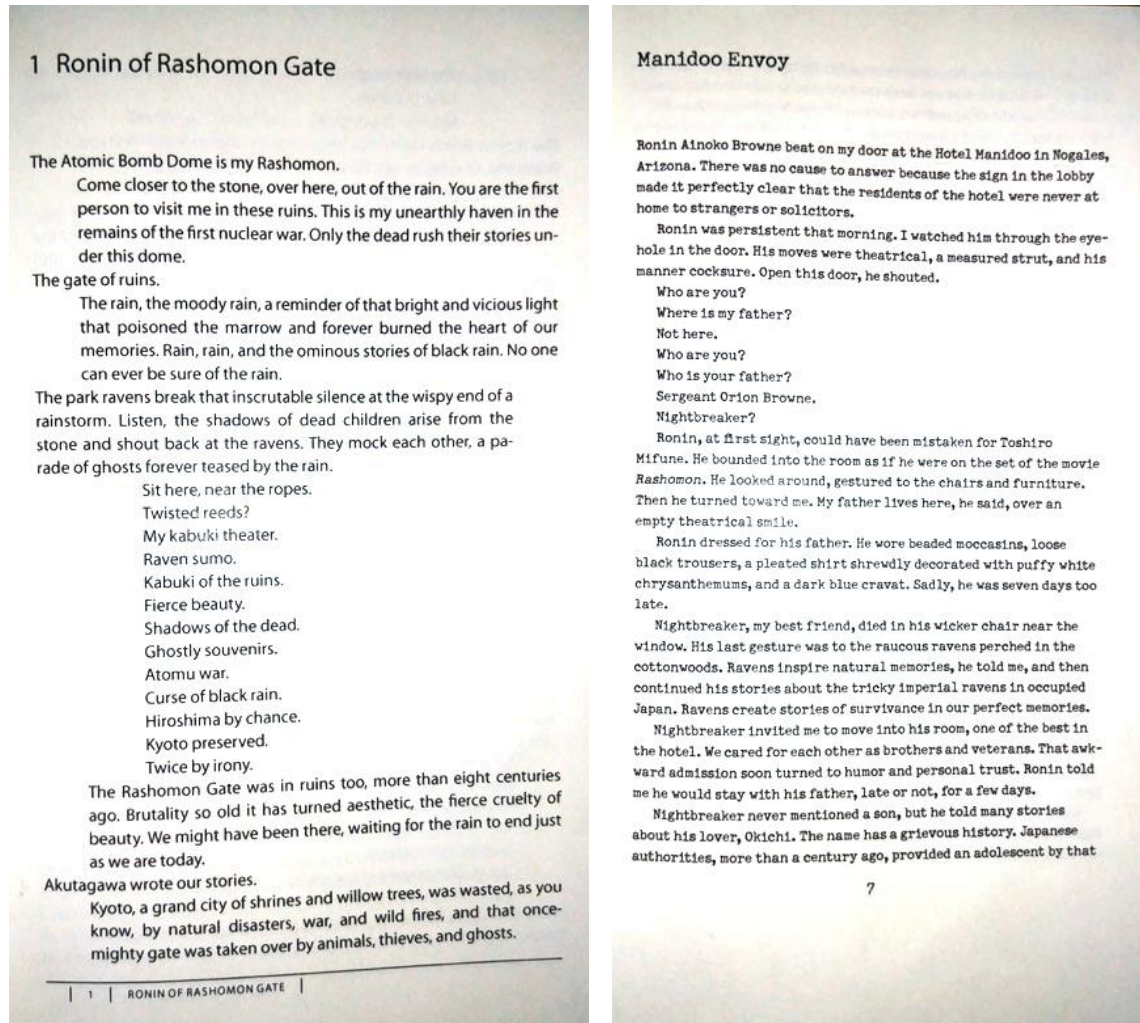 1 Ronin of Rashomon Gate
The Atomic Bomb Dome is my Rashomon.
Come closer to the stone, over here, out of the rain. You are the first
person to visit me in these ruins. This is my unearthly haven in the
remains of the first nuclear war. Only the dead rush their stories un-
der this dome.
The gate of ruins.
The rain, the moody rain, a reminder of that bright and vicious light
that poisoned the marrow and forever burned the heart of our
memories. Rain, rain, and the ominous stories of black rain. No one
can ever be sure of the rain.
The park ravens break that inscrutable silence at the wispy end of a
rainstorm. Listen, the shadows of dead children arise from the
stone and shout back at the ravens. They mock each other, a pa-
rade of ghosts forever teased by the rain.
Sit here, near the ropes.
Twisted reeds?
My kabuki theater.
Raven sumo.
Kabuki of the ruins.
Fierce beauty.
Shadows of the dead.
Ghostly souvenirs.
Atomu war.
Curse of black rain.
Hiroshima by chance.
Kyoto preserved.
Twice by irony.
The Rashomon Gate was in ruins too, more than eight centuries
ago. Brutality so old it has turned aesthetic, the fierce cruelty of
beauty. We might have been there, waiting for the rain to end just
as we are today.
Akutagawa wrote our stories.
Kyoto, a grand city of shrines and willow trees, was wasted, as you
know, by natural disasters, war, and wild fires, and that once-
mighty gate was taken over by animals, thieves, and ghosts.
| 1 | RONIN OF RASHOMON GATE |
Manidoo Envoy
Ronin Ainoko Browne beat on my door at the Hotel Manidoo in Nogales,
Arizona. There was no cause to answer because the sign in the lobby
made it perfectly clear that the residents of the hotel were never at
home to strangers or solicitors.
Ronin was persistent that morning. I watched him through the eye-
hole in the door. His moves were theatrical, a measured strut, and his
manner cocksure. Open this door, he shouted.
Who are you?
Where is my father?
Not here.
Who are you?
Who is your father?
Sergeant Orion Browne.
Nightbreaker?
Ronin, at first sight, could have been mistaken for Toshiro
Mifune. He bounded into the room as if he were on the set of the movie
Rashomon. He looked around, gestured to the chairs and furniture.
Then he turned toward me. My father lives here, he said, over an
empty theatrical smile.
Ronin dressed for his father. He wore beaded moccasins, loose
black trousers, a pleated shirt shrewdly decorated with puffy white
chrysanthemums, and a dark blue cravat. Sadly, he was seven days too
late.
Nightbreaker, my best friend, died in his wicker chair near the
window. His last gesture was to the raucous ravens perched in the
cottonwoods. Ravens inspire natural memories, he told me, and then
continued his stories about the tricky imperial ravens in occupied
Japan. Ravens create stories of survivance in our perfect memories.
Nightbreaker invited me to move into his room, one of the best in
the hotel. We cared for each other as brothers and veterans. That awk-
ward admission soon turned to humor and personal trust. Ronin told
me he would stay with his father, late or not, for a few days.
Nightbreaker never mentioned a son, but he told many stories
about his lover, Okichi. The name has a grievous history. Japanese
authorities, more than a century ago, provided an adolescent by that
7